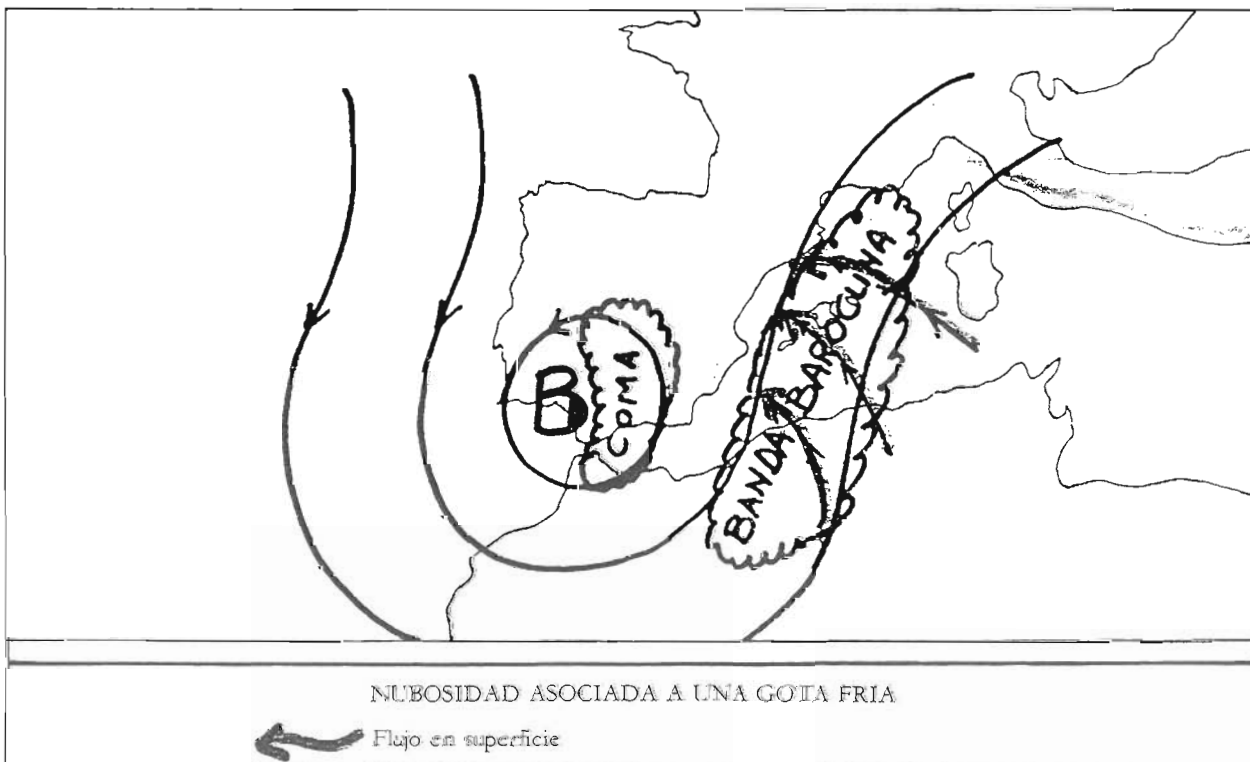 B
COMA
BANDA BAROCLINA
NUBOSIDAD ASOCIADA A UNA GOTA FRIA
Flujo en superficie